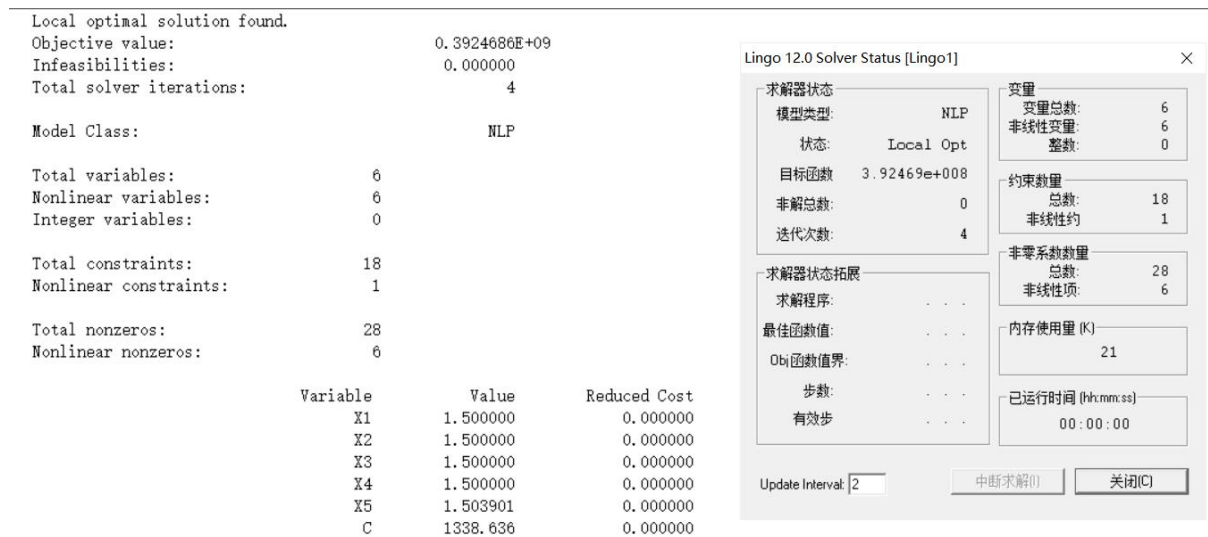 Local optimal solution found.
Objective value: 0.3924686E+09
Infeasibilities: 0.000000
Total solver iterations: 4
Model Class: NLP
Total variables: 6
Nonlinear variables: 6
Integer variables: 0
Total constraints: 18
Nonlinear constraints: 1
Total nonzeros: 28
Nonlinear nonzeros: 6
Variable Value Reduced Cost
X1 1.500000 0.000000
X2 1.500000 0.000000
X3 1.500000 0.000000
X4 1.500000 0.000000
X5 1.503901 0.000000
C 1338.636 0.000000
Lingo 12.0 Solver Status [Lingo1]
求解器状态
模型类型: NLP
状态: Local Opt
目标函数 3.92469e+008
非解总数: 0
迭代次数: 4
求解器状态拓展
求解程序: . . .
最佳函数值: . . .
Obj函数值界: . . .
步数: . . .
有效步 . . .
变量
变量总数: 6
非线性变量: 6
整数: 0
约束数量
总数: 18
非线性约 1
非零系数数量
总数: 28
非线性项: 6
内存使用量 (K)
21
已运行时间 (hh:mm:ss)
00:00:00
Update Interval: 2 中断求解(I) 关闭(C)